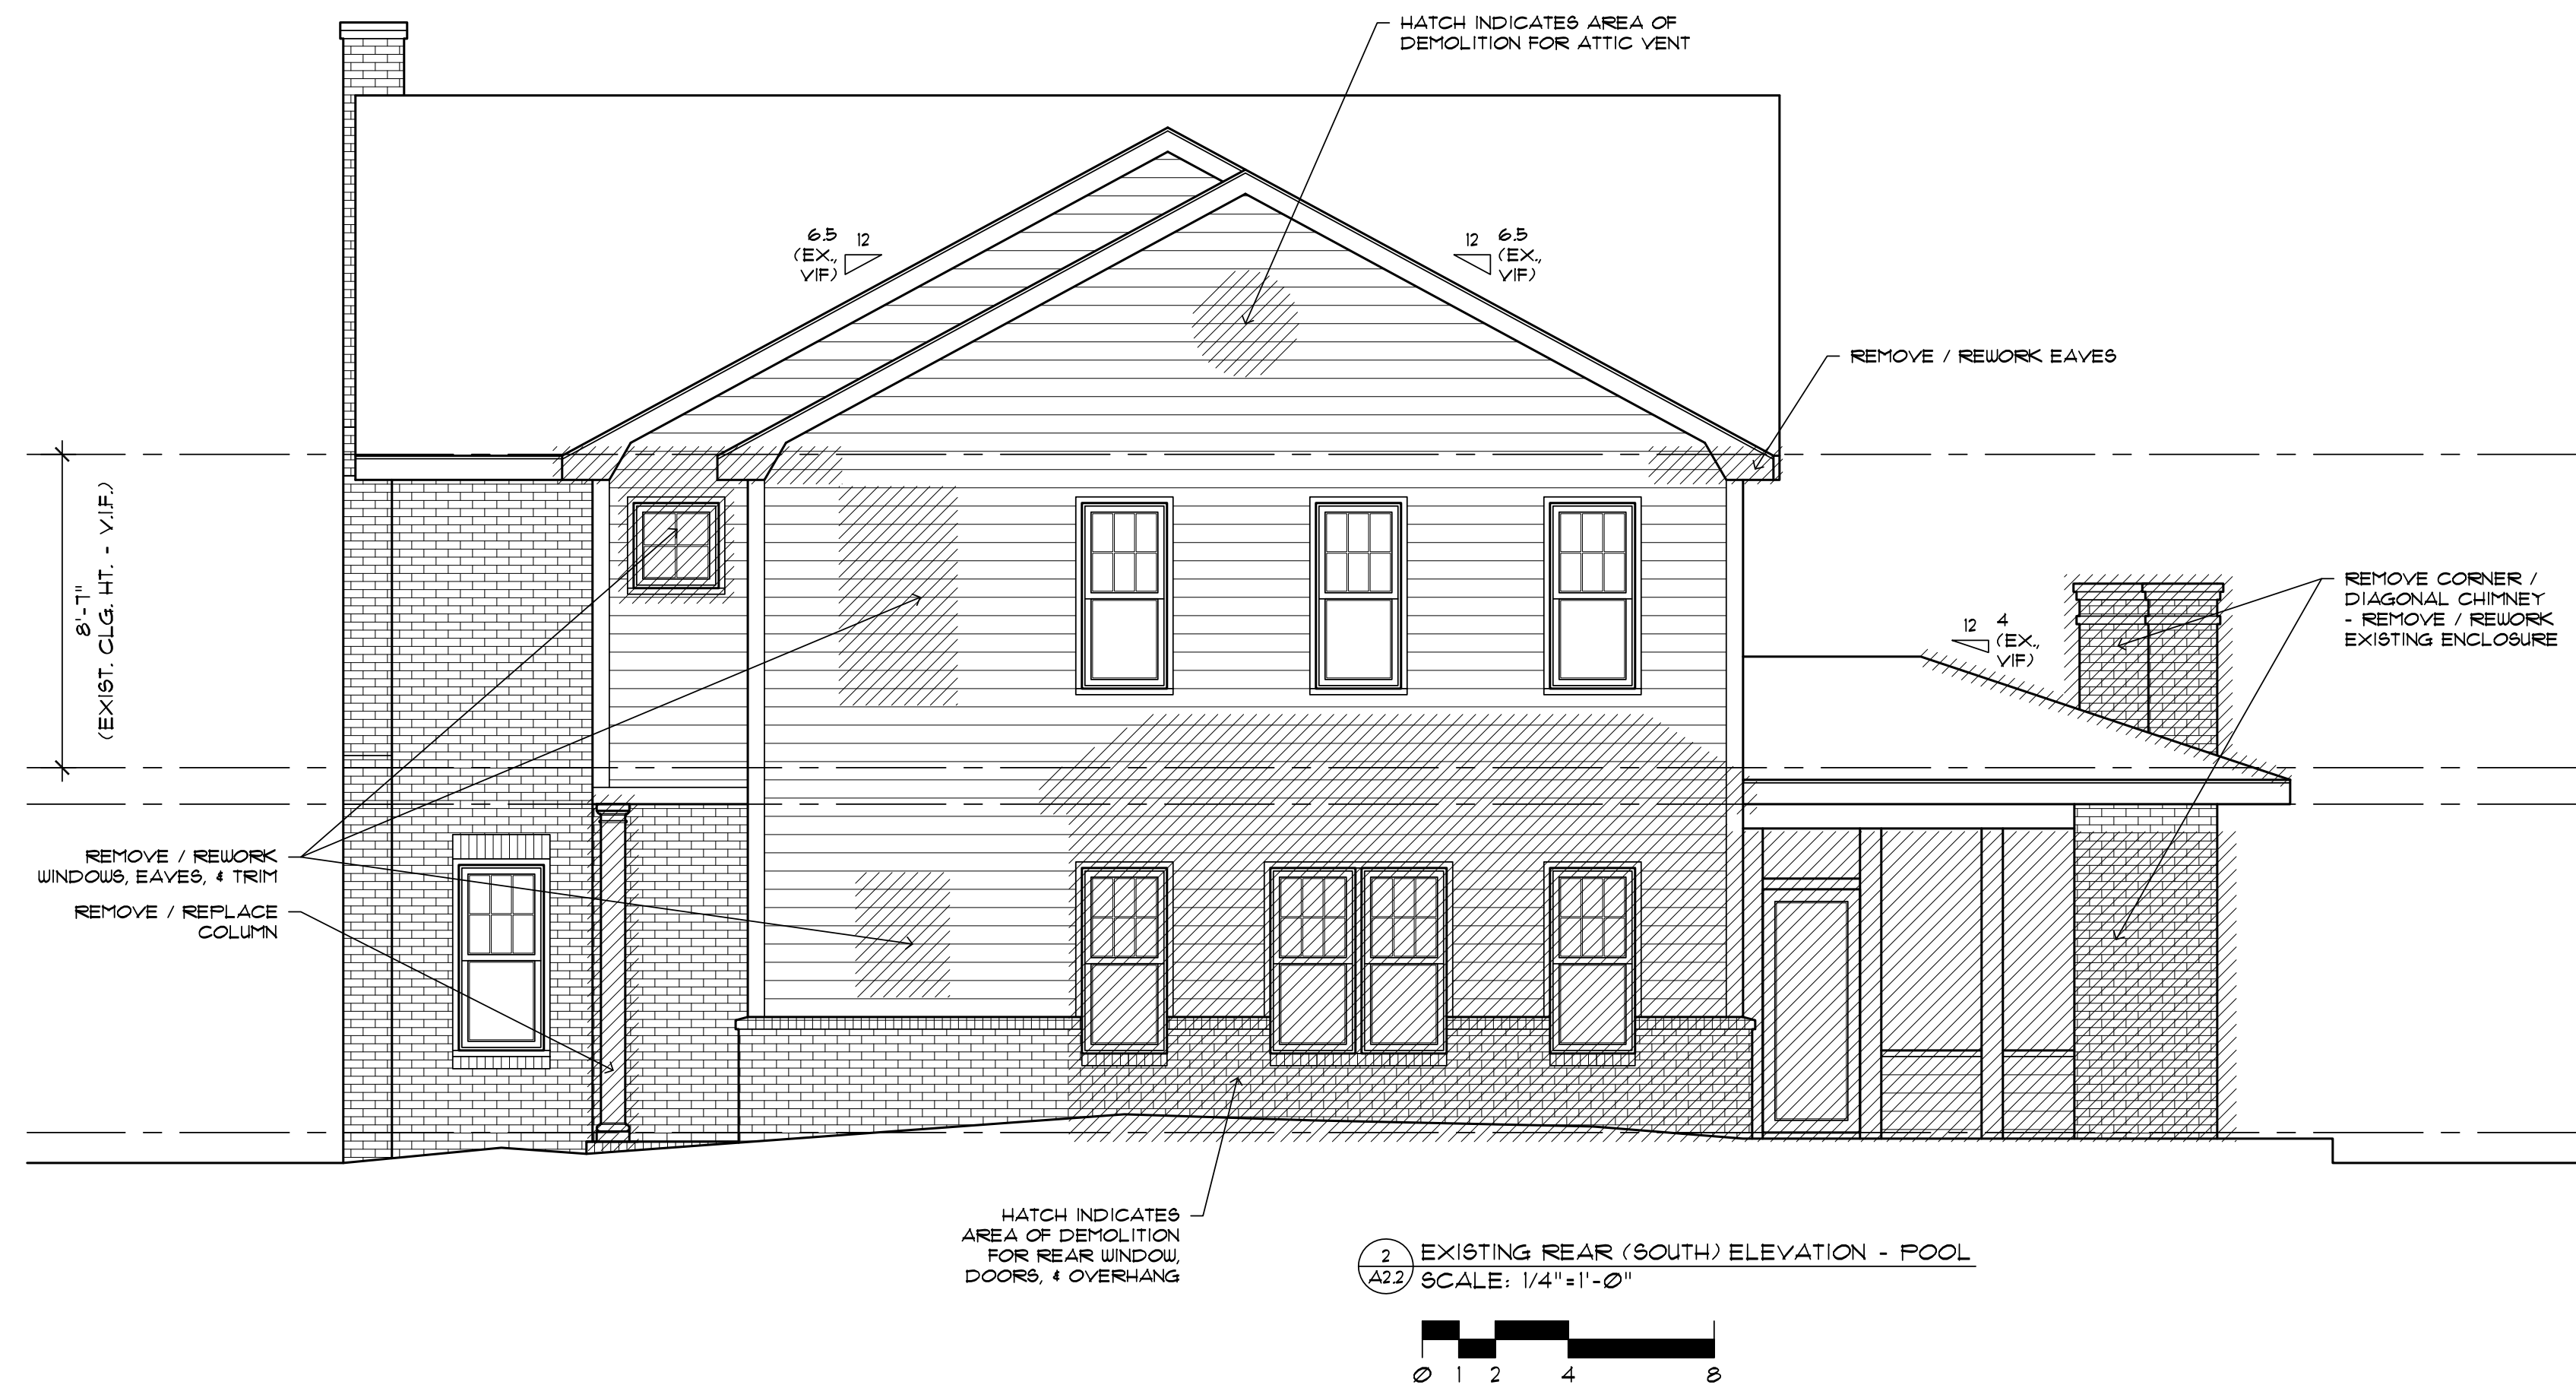 HATCH INDICATES AREA OF
DEMOLITION FOR ATTIC VENT
6.5
12
(EX.,
VIF)
12
6.5
(EX.,
VIF)
REMOVE / REWORK EAVES
8'-7"
(EXIST. CLG. HT. - V.I.F.)
REMOVE CORNER /
DIAGONAL CHIMNEY
- REMOVE / REWORK
EXISTING ENCLOSURE
12
4
(EX.,
VIF)
REMOVE / REWORK
WINDOWS, EAVES, & TRIM
REMOVE / REPLACE
COLUMN
HATCH INDICATES
AREA OF DEMOLITION
FOR REAR WINDOW,
DOORS, & OVERHANG
2
A2.2
EXISTING REAR (SOUTH) ELEVATION - POOL
SCALE: 1/4"=1'-0"
0 1 2 4 8